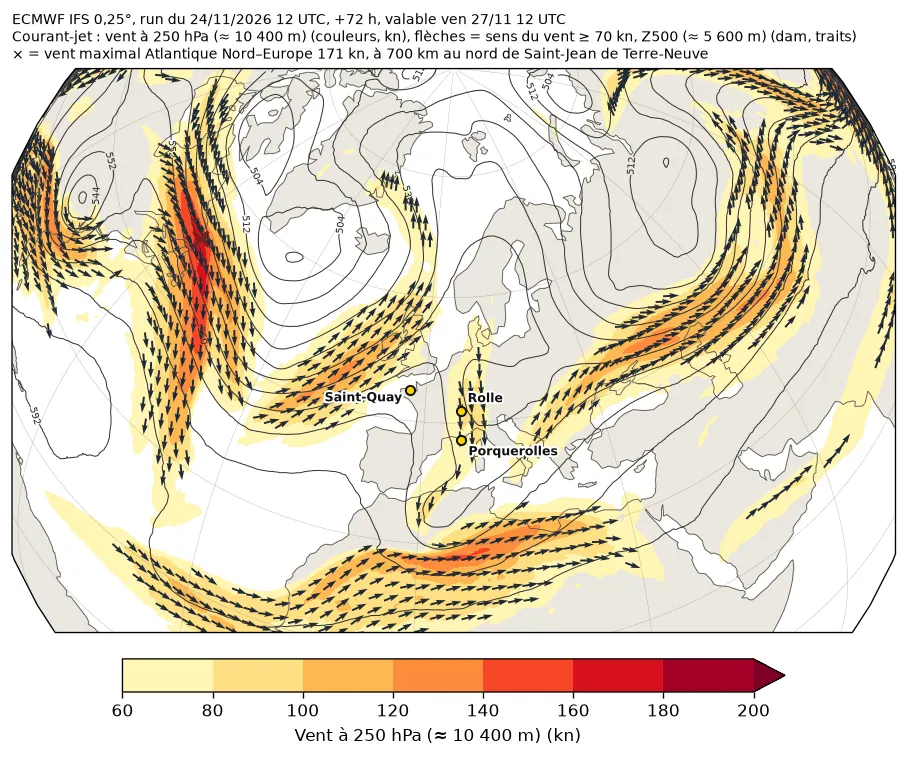 ECMWF IFS 0,25°, run du 24/11/2026 12 UTC, +72 h, valable ven 27/11 12 UTC
Courant-jet : vent à 250 hPa (≈ 10 400 m) (couleurs, kn), flèches = sens du vent ≥ 70 kn, Z500 (≈ 5 600 m) (dam, traits)
× = vent maximal Atlantique Nord–Europe 171 kn, à 700 km au nord de Saint-Jean de Terre-Neuve
512
504
512
552
544
504
512
504
512
592
Saint-Quay
Rolle
Porquerolles
60 80 100 120 140 160 180 200
Vent à 250 hPa (≈ 10 400 m) (kn)